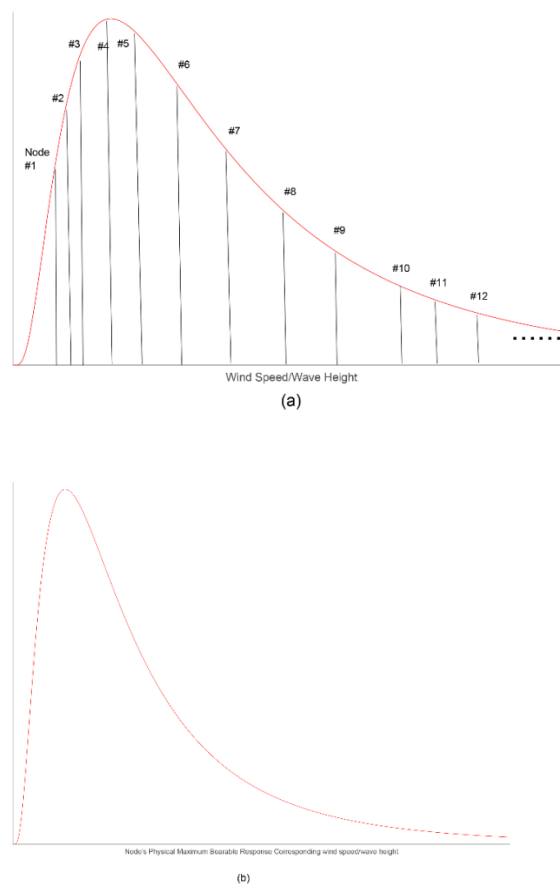 #4
#5
#3
#6
#2
#7
Node
#1
#8
#9
#10
#11
#12
Wind Speed/Wave Height
(a)
Node's Physical Maximum Bearable Response Corresponding wind speed/wave height
(b)